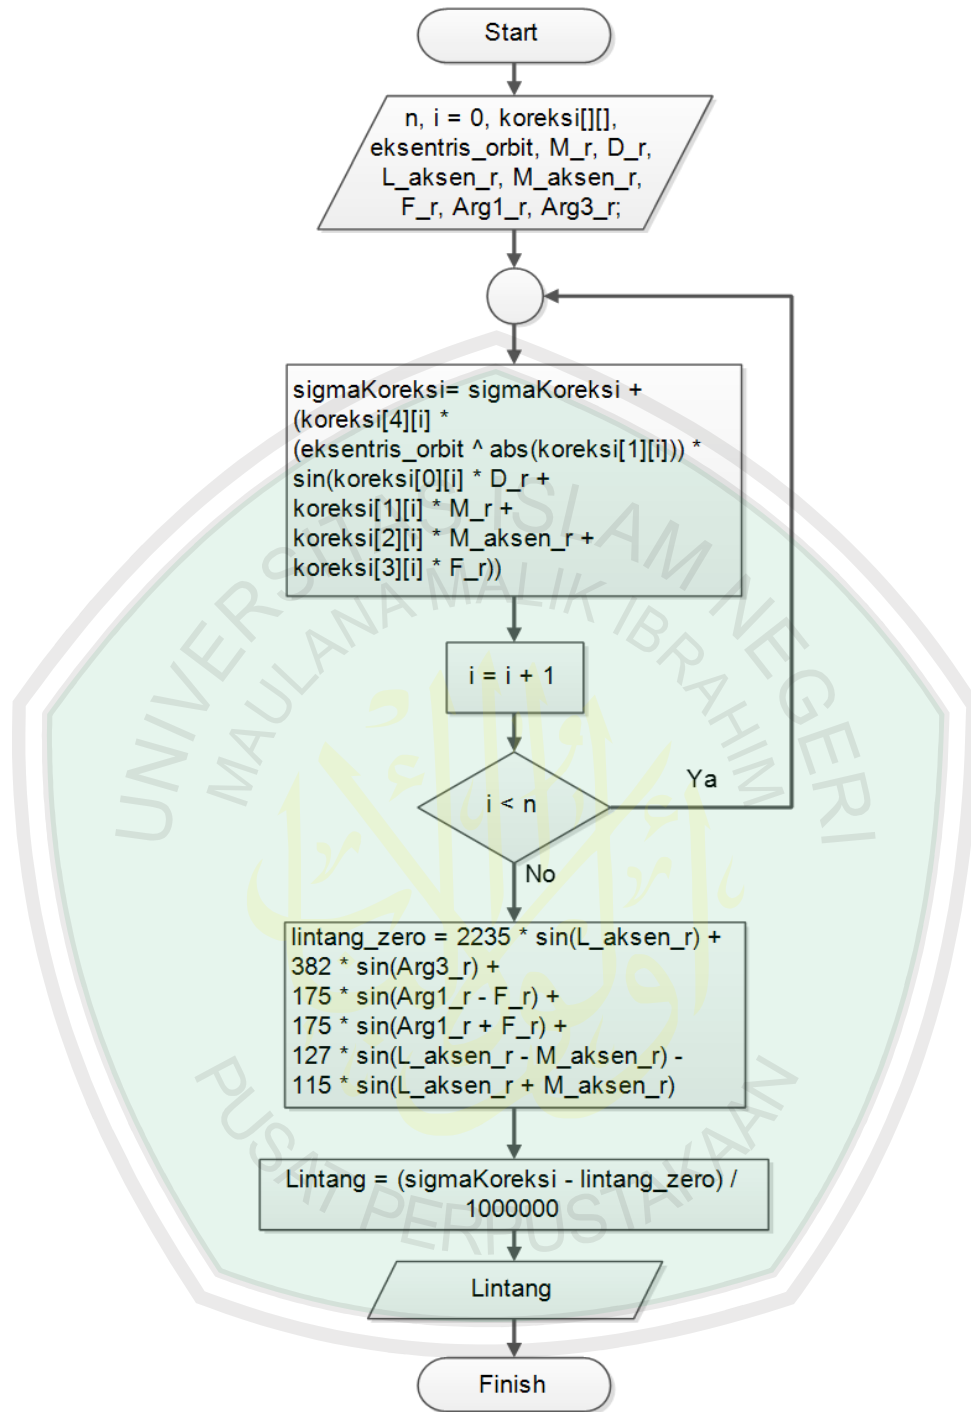 Start
n, i = 0, koreksi[][],
eksentris_orbit, M_r, D_r,
L_aksen_r, M_aksen_r,
F_r, Arg1_r, Arg3_r;
sigmaKoreksi= sigmaKoreksi +
(koreksi[4][i] *
(eksentris_orbit ^ abs(koreksi[1][i])) *
sin(koreksi[0][i] * D_r +
koreksi[1][i] * M_r +
koreksi[2][i] * M_aksen_r +
koreksi[3][i] * F_r))
i = i + 1
i < n
Ya
No
lintang_zero = 2235 * sin(L_aksen_r) +
382 * sin(Arg3_r) +
175 * sin(Arg1_r - F_r) +
175 * sin(Arg1_r + F_r) +
127 * sin(L_aksen_r - M_aksen_r) -
115 * sin(L_aksen_r + M_aksen_r)
Lintang = (sigmaKoreksi - lintang_zero) /
1000000
Lintang
Finish
UNIVERSITAS ISLAM NEGERI
MAULANA MALIK IBRAHIM
PUSAT PERPUSTAKAAN